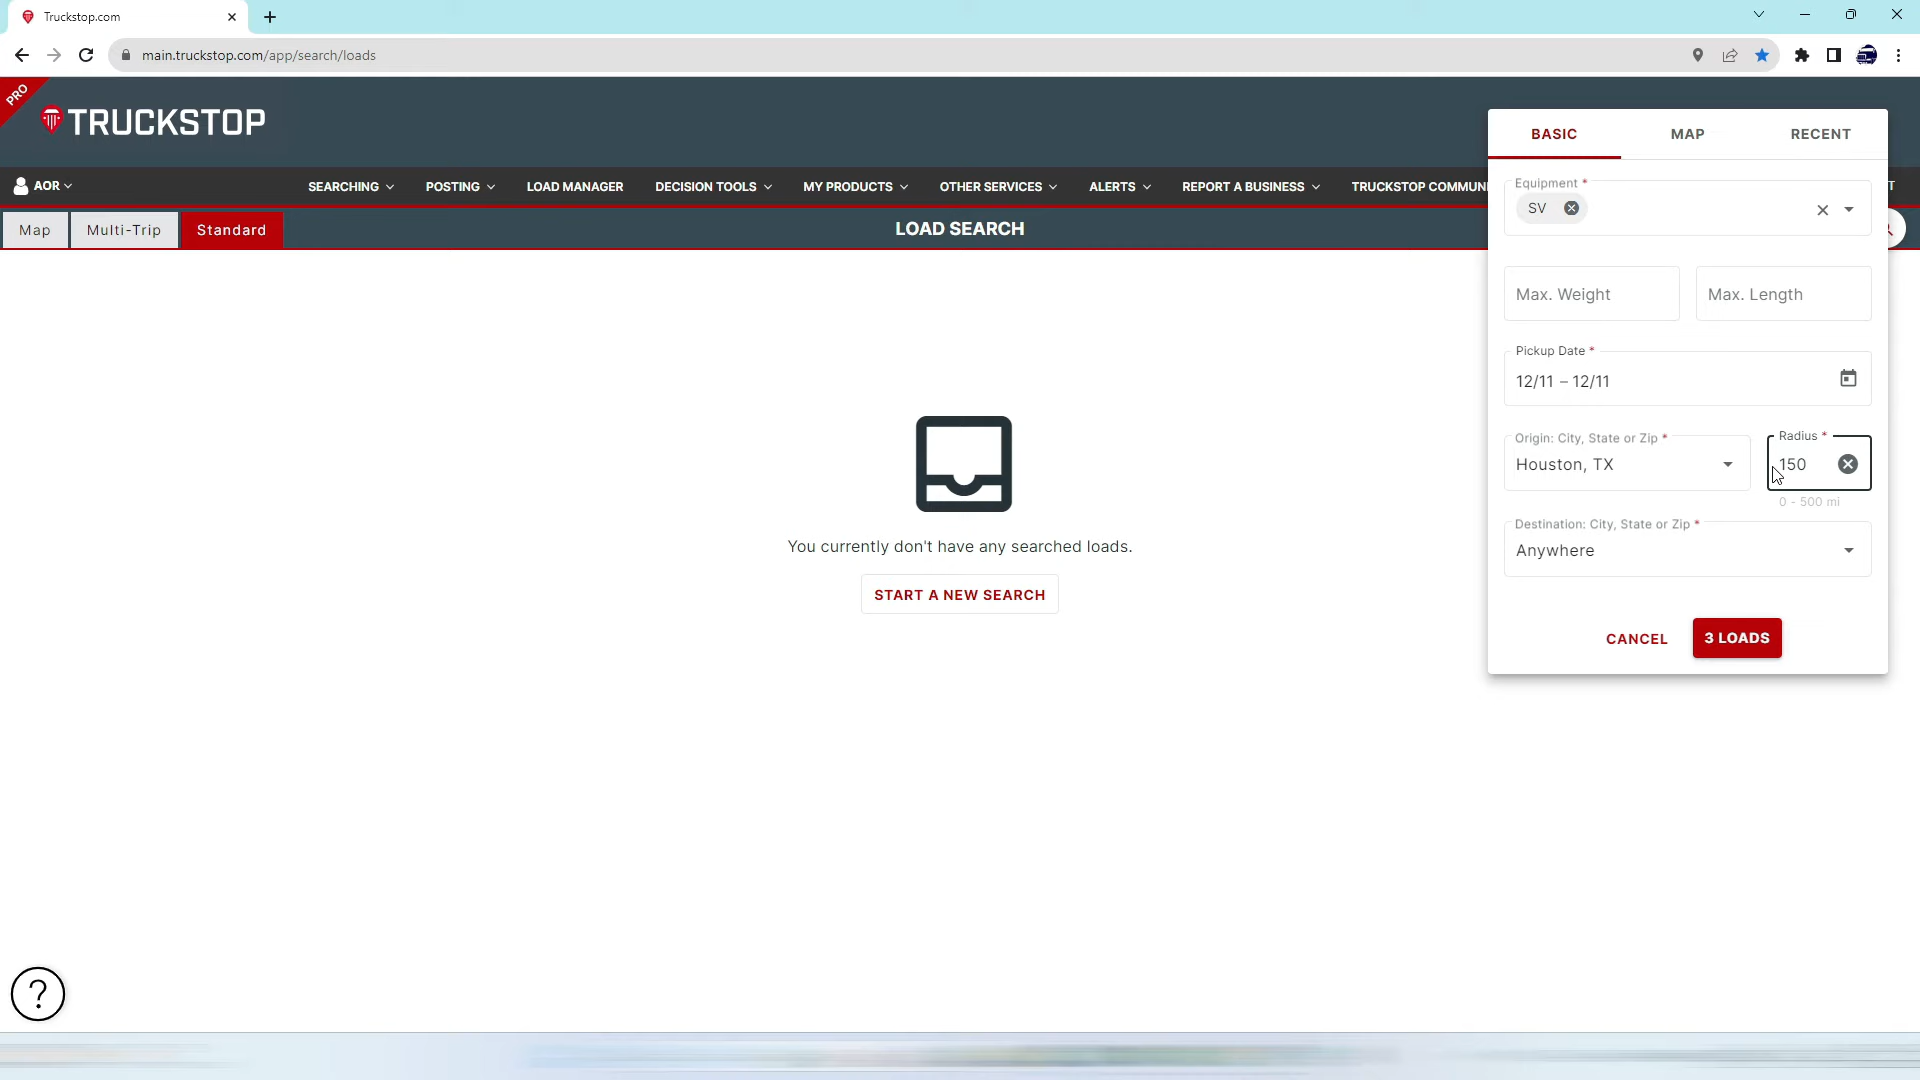 Truckstop.com
main.truckstop.com/app/search/loads
PRO
TRUCKSTOP
AOR
SEARCHING
POSTING
LOAD MANAGER
DECISION TOOLS
MY PRODUCTS
OTHER SERVICES
ALERTS
REPORT A BUSINESS
TRUCKSTOP COMMUN
T
Map
Multi-Trip
Standard
LOAD SEARCH
You currently don't have any searched loads.
START A NEW SEARCH
BASIC
MAP
RECENT
Equipment *
SV
Max. Weight
Max. Length
Pickup Date *
12/11 – 12/11
Origin: City, State or Zip *
Houston, TX
Radius *
150
0 - 500 mi
Destination: City, State or Zip *
Anywhere
CANCEL
3 LOADS
?